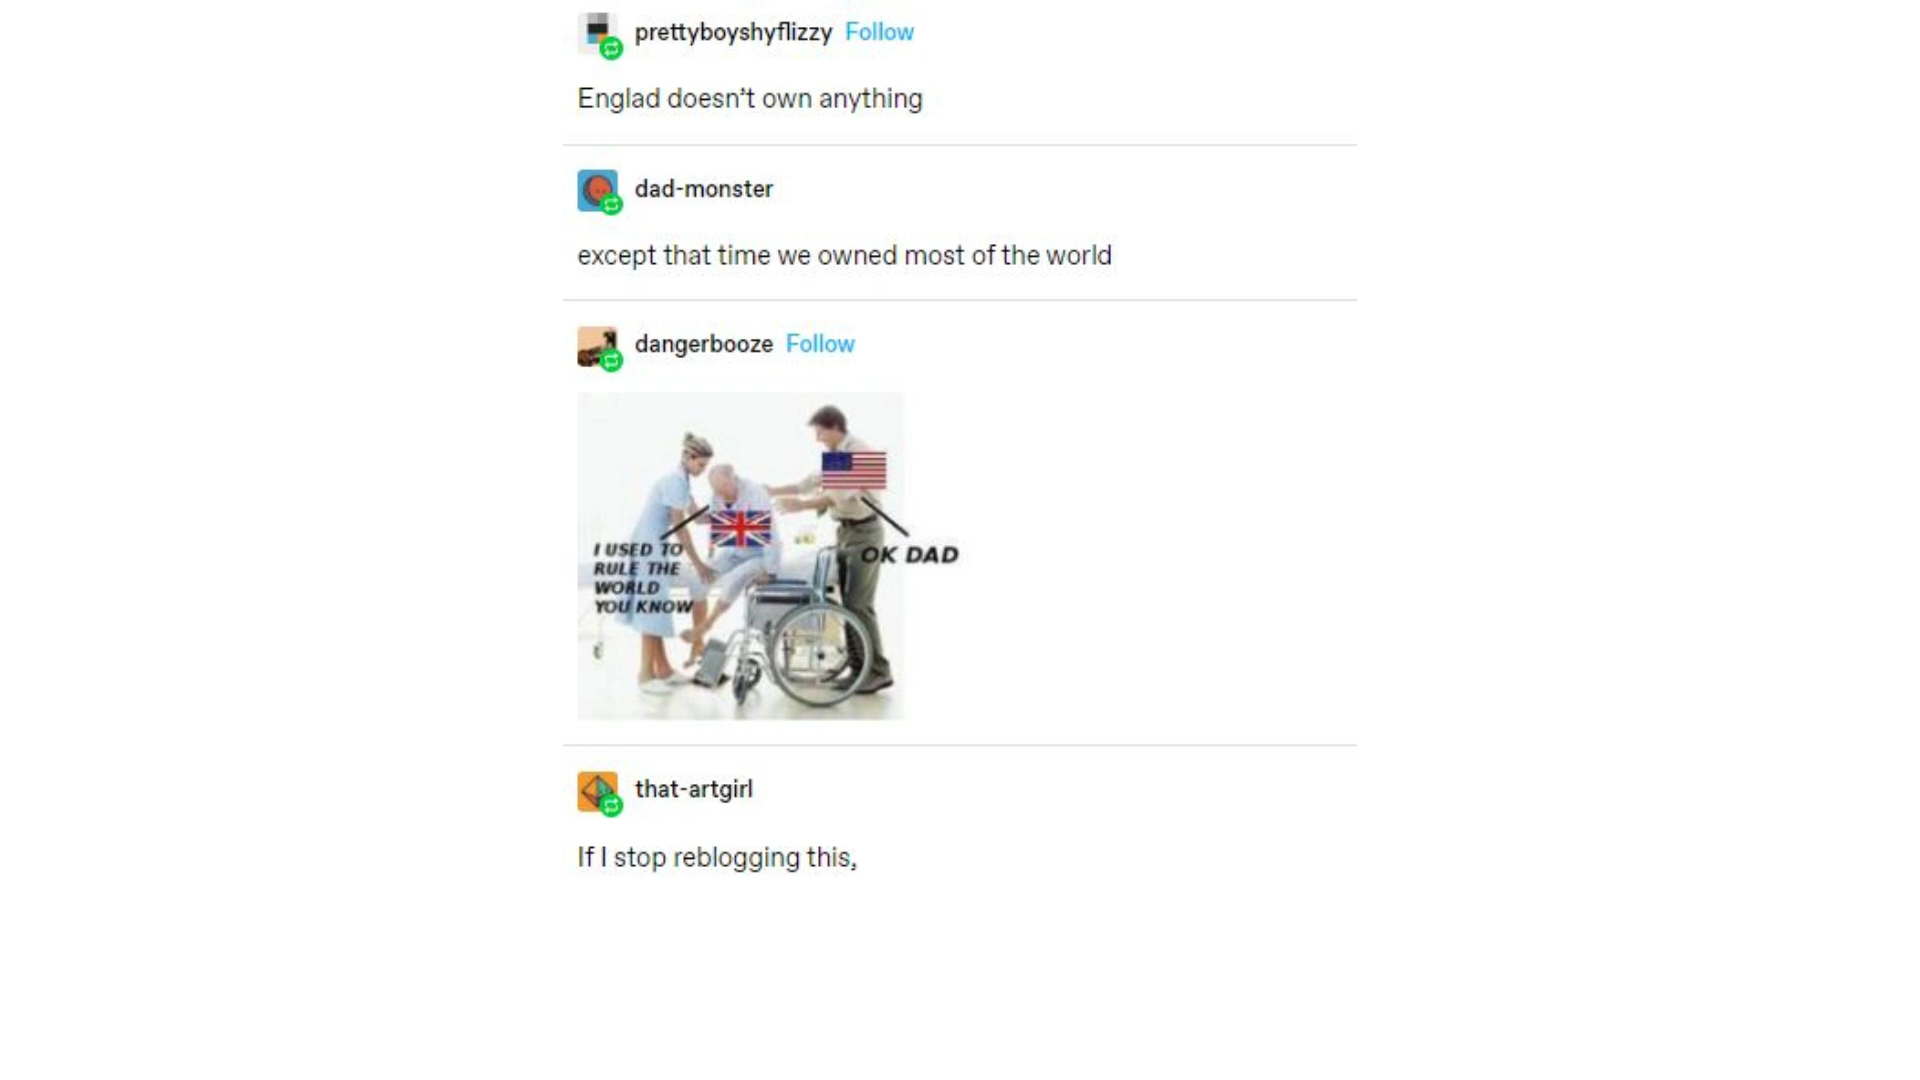 prettyboyshyflizzy Follow
Englad doesn’t own anything
dad-monster
except that time we owned most of the world
dangerbooze Follow
I USED TO
RULE THE
WORLD
YOU KNOW
OK DAD
that-artgirl
If I stop reblogging this,